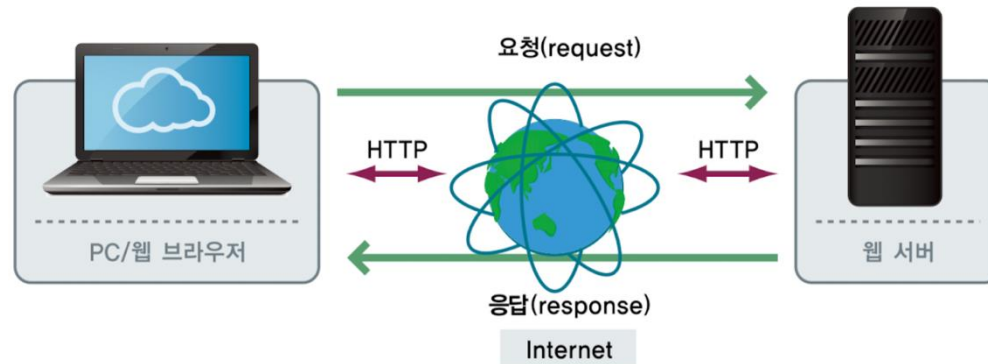 요청(request)
HTTP
HTTP
PC/웹 브라우저
웹 서버
응답(response)
Internet